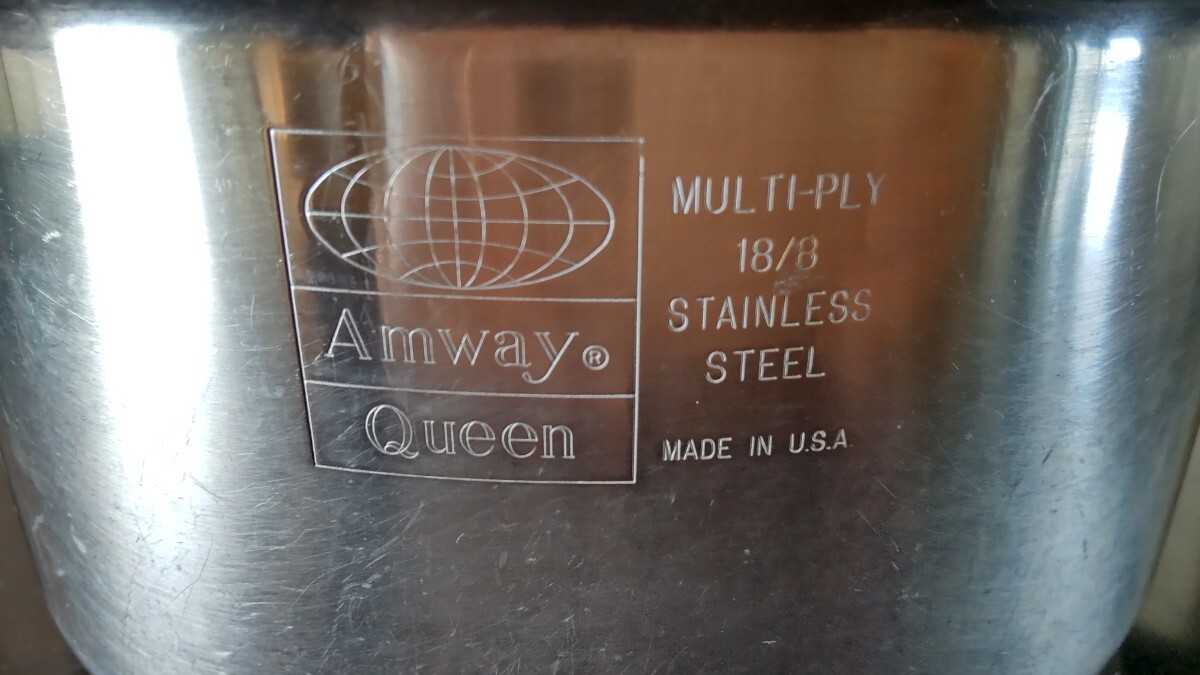 Amway®
Queen
MULTI-PLY
18/8
STAINLESS
STEEL
MADE IN U.S.A.